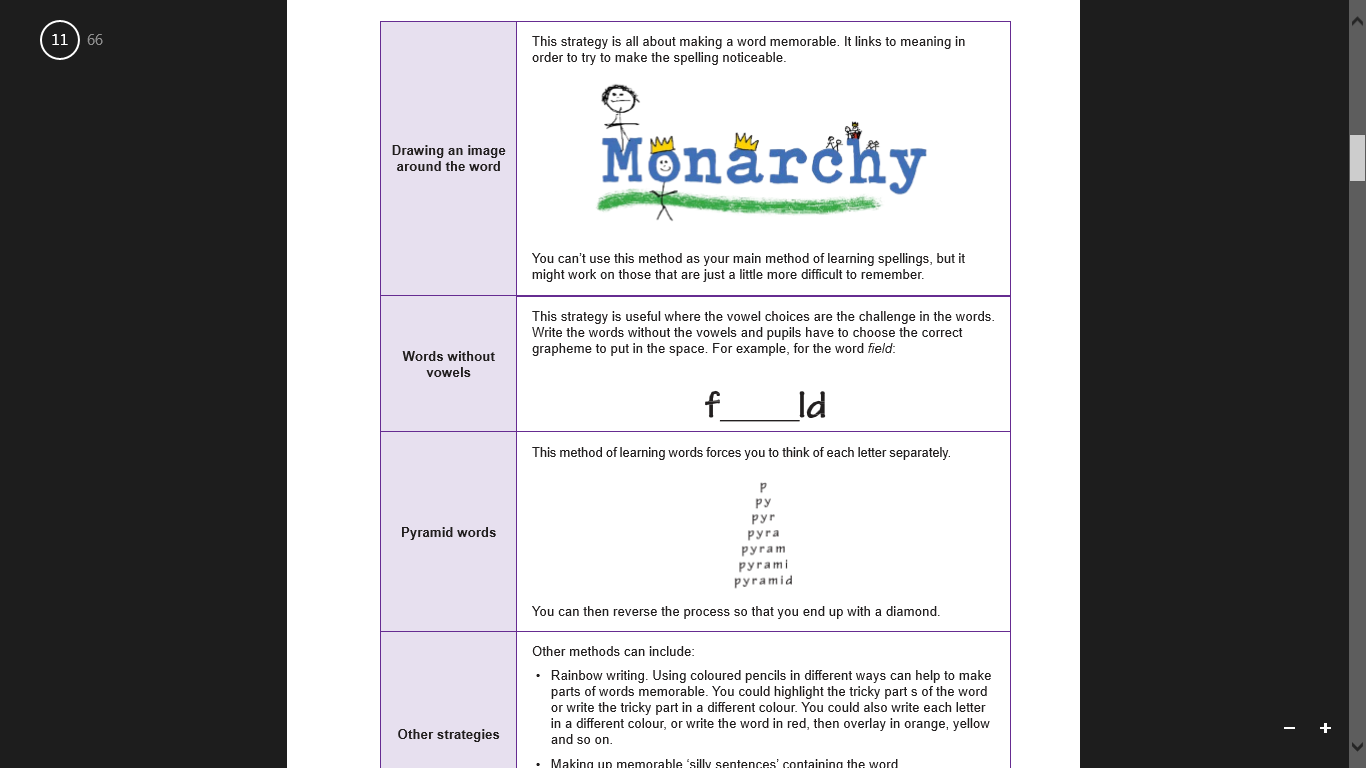 11 66
Drawing an image
around the word
This strategy is all about making a word memorable. It links to meaning in
order to try to make the spelling noticeable.
Monarchy
You can't use this method as your main method of learning spellings, but it
might work on those that are just a little more difficult to remember.
Words without
vowels
This strategy is useful where the vowel choices are the challenge in the words.
Write the words without the vowels and pupils have to choose the correct
grapheme to put in the space. For example, for the word field:
f_____ld
Pyramid words
This method of learning words forces you to think of each letter separately.
p
py
pyr
pyra
pyram
pyrami
pyramid
You can then reverse the process so that you end up with a diamond.
Other strategies
Other methods can include:
• Rainbow writing. Using coloured pencils in different ways can help to make
parts of words memorable. You could highlight the tricky part s of the word
or write the tricky part in a different colour. You could also write each letter
in a different colour, or write the word in red, then overlay in orange, yellow
and so on.
• Making up memorable 'silly sentences' containing the word